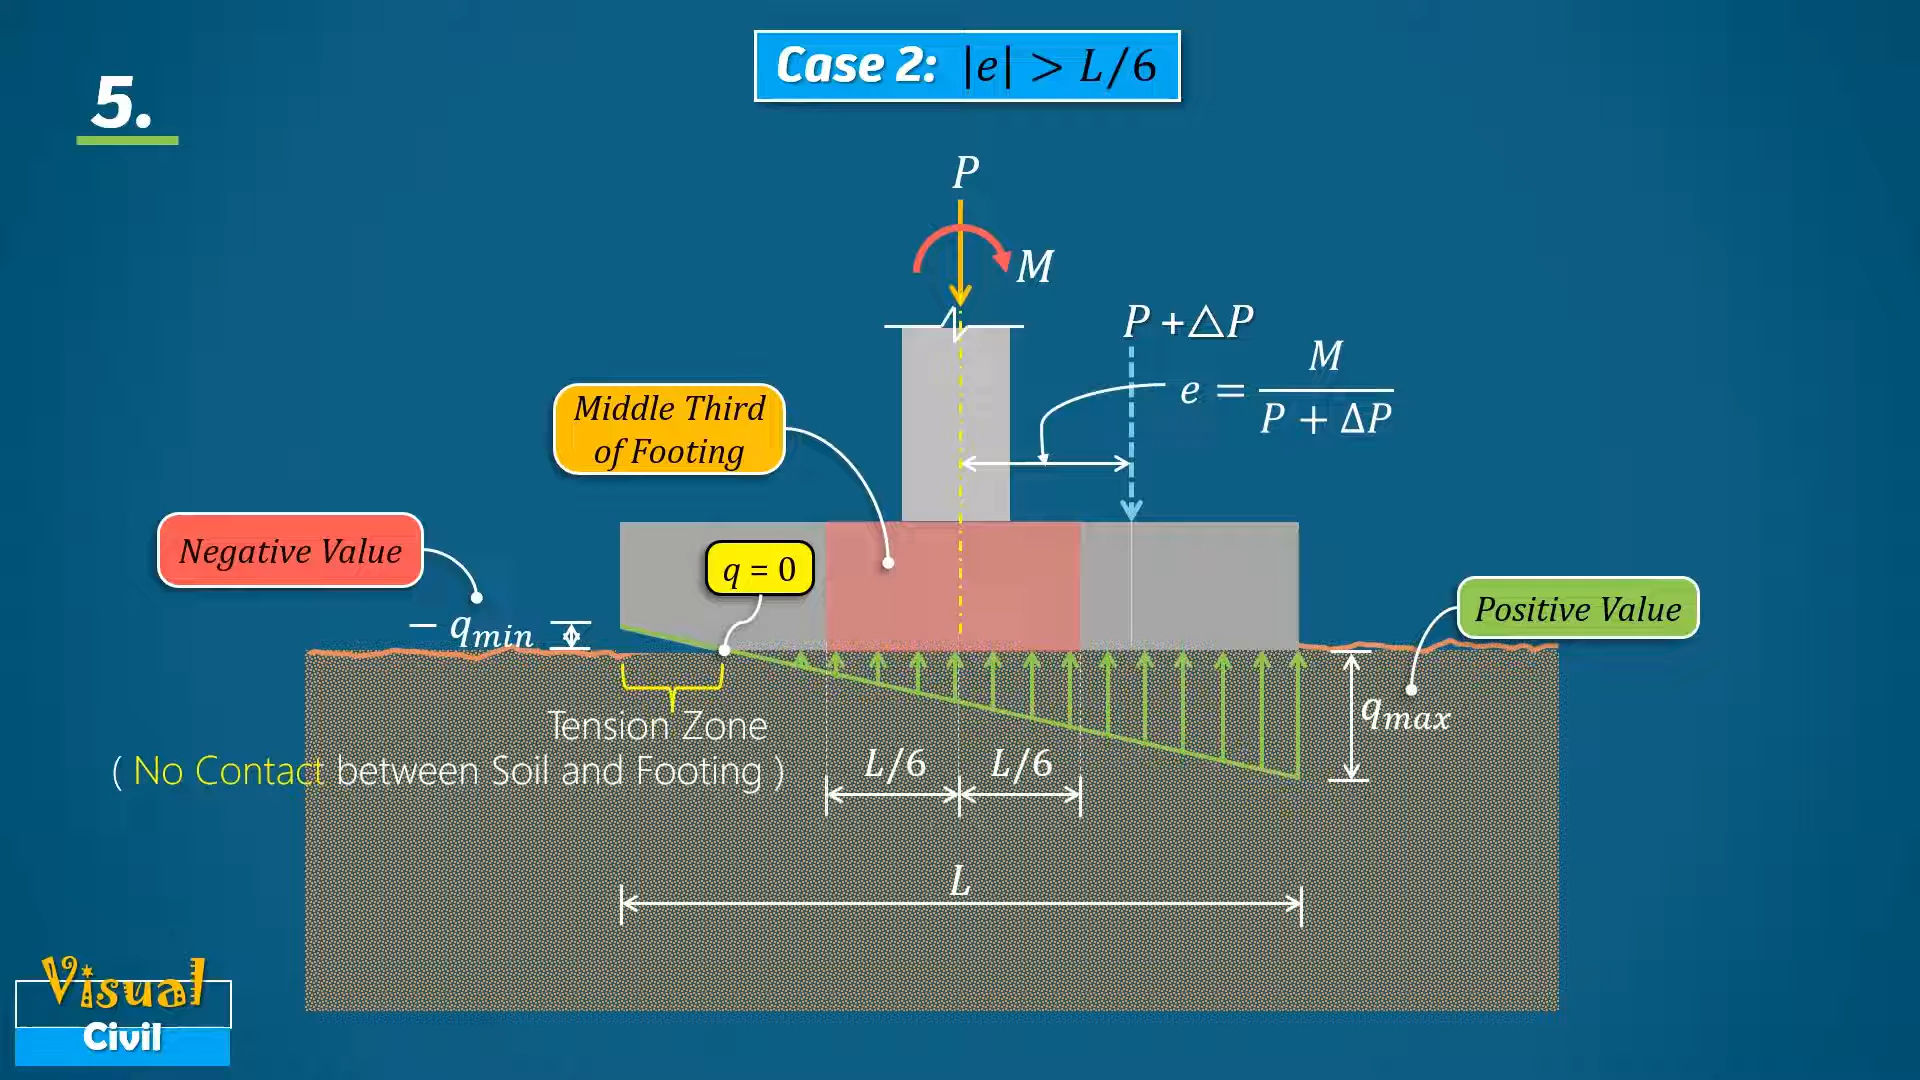 Case 2: |e| > L/6
5.
P
M
P + △P
e = M / (P + ΔP)
Middle Third
of Footing
Negative Value
q = 0
Positive Value
− qmin
qmax
Tension Zone
( No Contact between Soil and Footing )
L/6 L/6
L
Visual
Civil